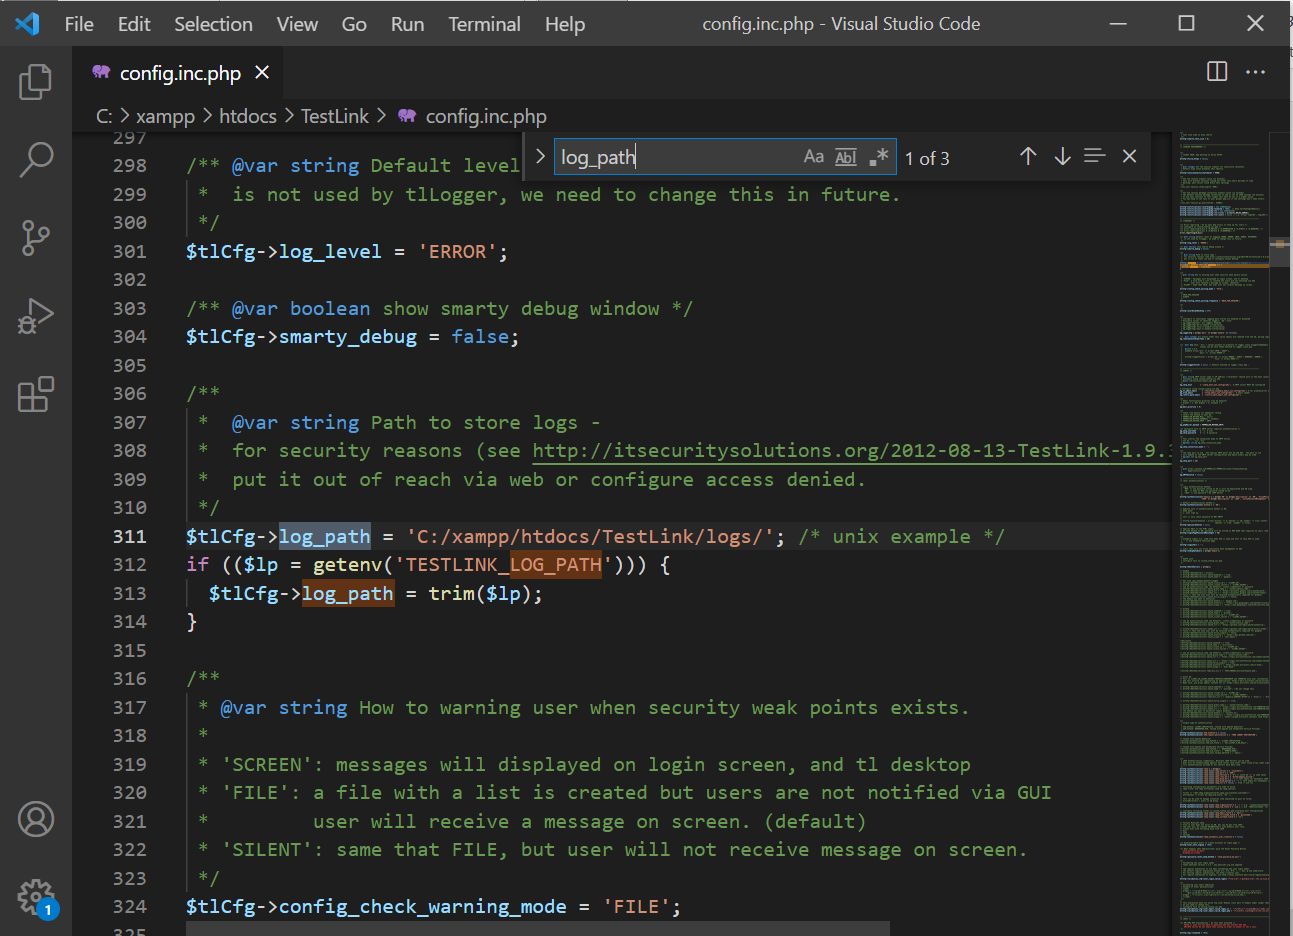 File Edit Selection View Go Run Terminal Help config.inc.php - Visual Studio Code
config.inc.php
C: > xampp > htdocs > TestLink > config.inc.php
log_path Aa Abl .* 1 of 3
297
298 /** @var string Default level
299 * is not used by tlLogger, we need to change this in future.
300 */
301 $tlCfg->log_level = 'ERROR';
302
303 /** @var boolean show smarty debug window */
304 $tlCfg->smarty_debug = false;
305
306 /**
307 * @var string Path to store logs -
308 * for security reasons (see http://itsecuritysolutions.org/2012-08-13-TestLink-1.9.3
309 * put it out of reach via web or configure access denied.
310 */
311 $tlCfg->log_path = 'C:/xampp/htdocs/TestLink/logs/'; /* unix example */
312 if (($lp = getenv('TESTLINK_LOG_PATH'))) {
313 $tlCfg->log_path = trim($lp);
314 }
315
316 /**
317 * @var string How to warning user when security weak points exists.
318 *
319 * 'SCREEN': messages will displayed on login screen, and tl desktop
320 * 'FILE': a file with a list is created but users are not notified via GUI
321 * user will receive a message on screen. (default)
322 * 'SILENT': same that FILE, but user will not receive message on screen.
323 */
324 $tlCfg->config_check_warning_mode = 'FILE';
325
1